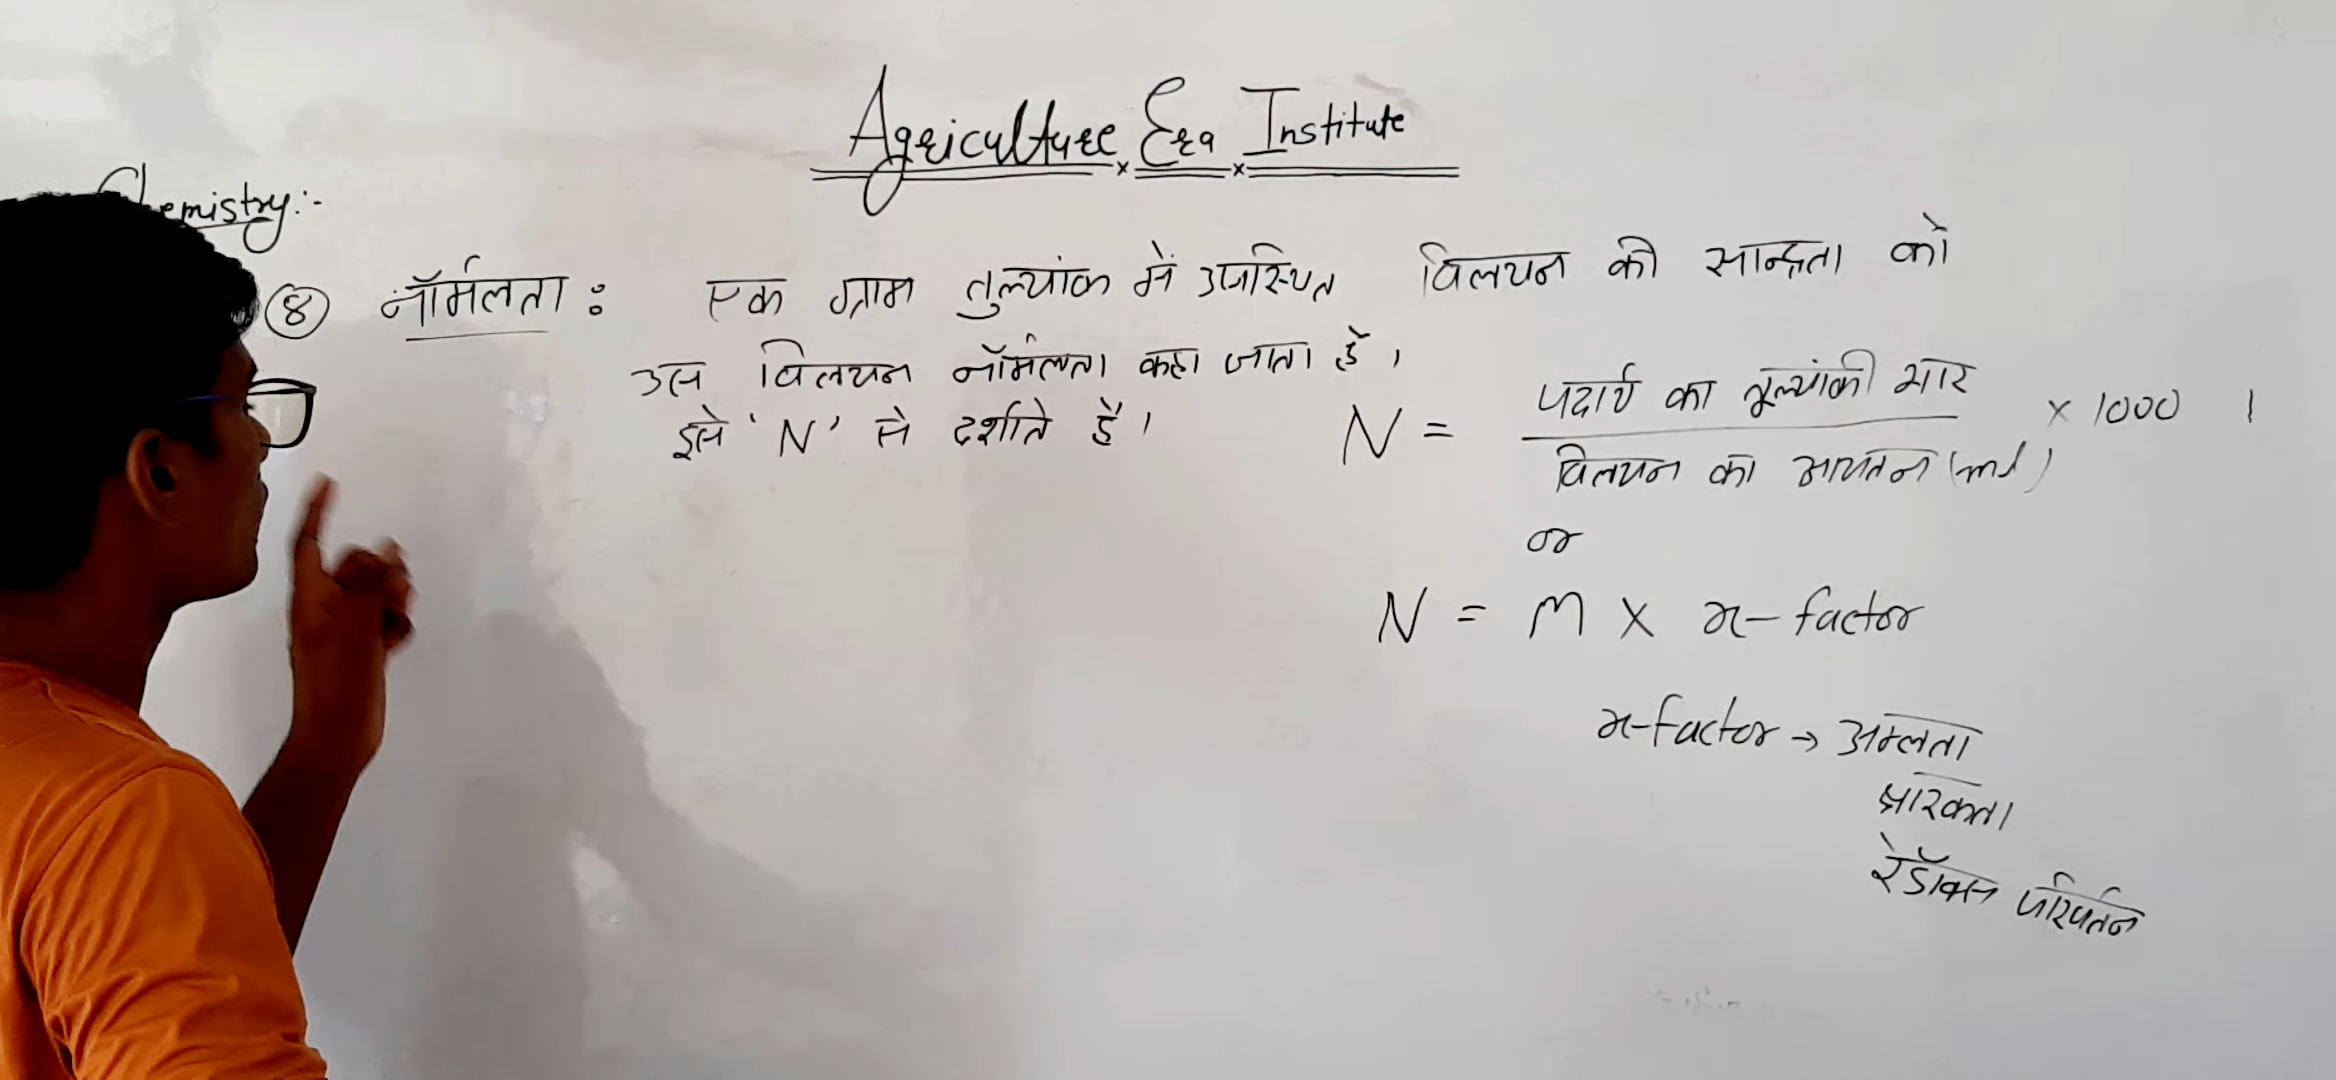 Agriculture Era Institute
Chemistry:-
⑧ नॉर्मलता : एक ग्राम तुल्यांक में उपस्थित विलयन की सान्द्रता को
उस विलयन नॉर्मलता कहा जाता है ।
इसे 'N' से दर्शाते हैं ।
N = पदार्थ का तूल्यांकी भार × 1000 ।
विलयन का आयतन (ml)
or
N = M × x-factor
x-factor → अम्लता
क्षारकता
रेडॉक्स परिवर्तन